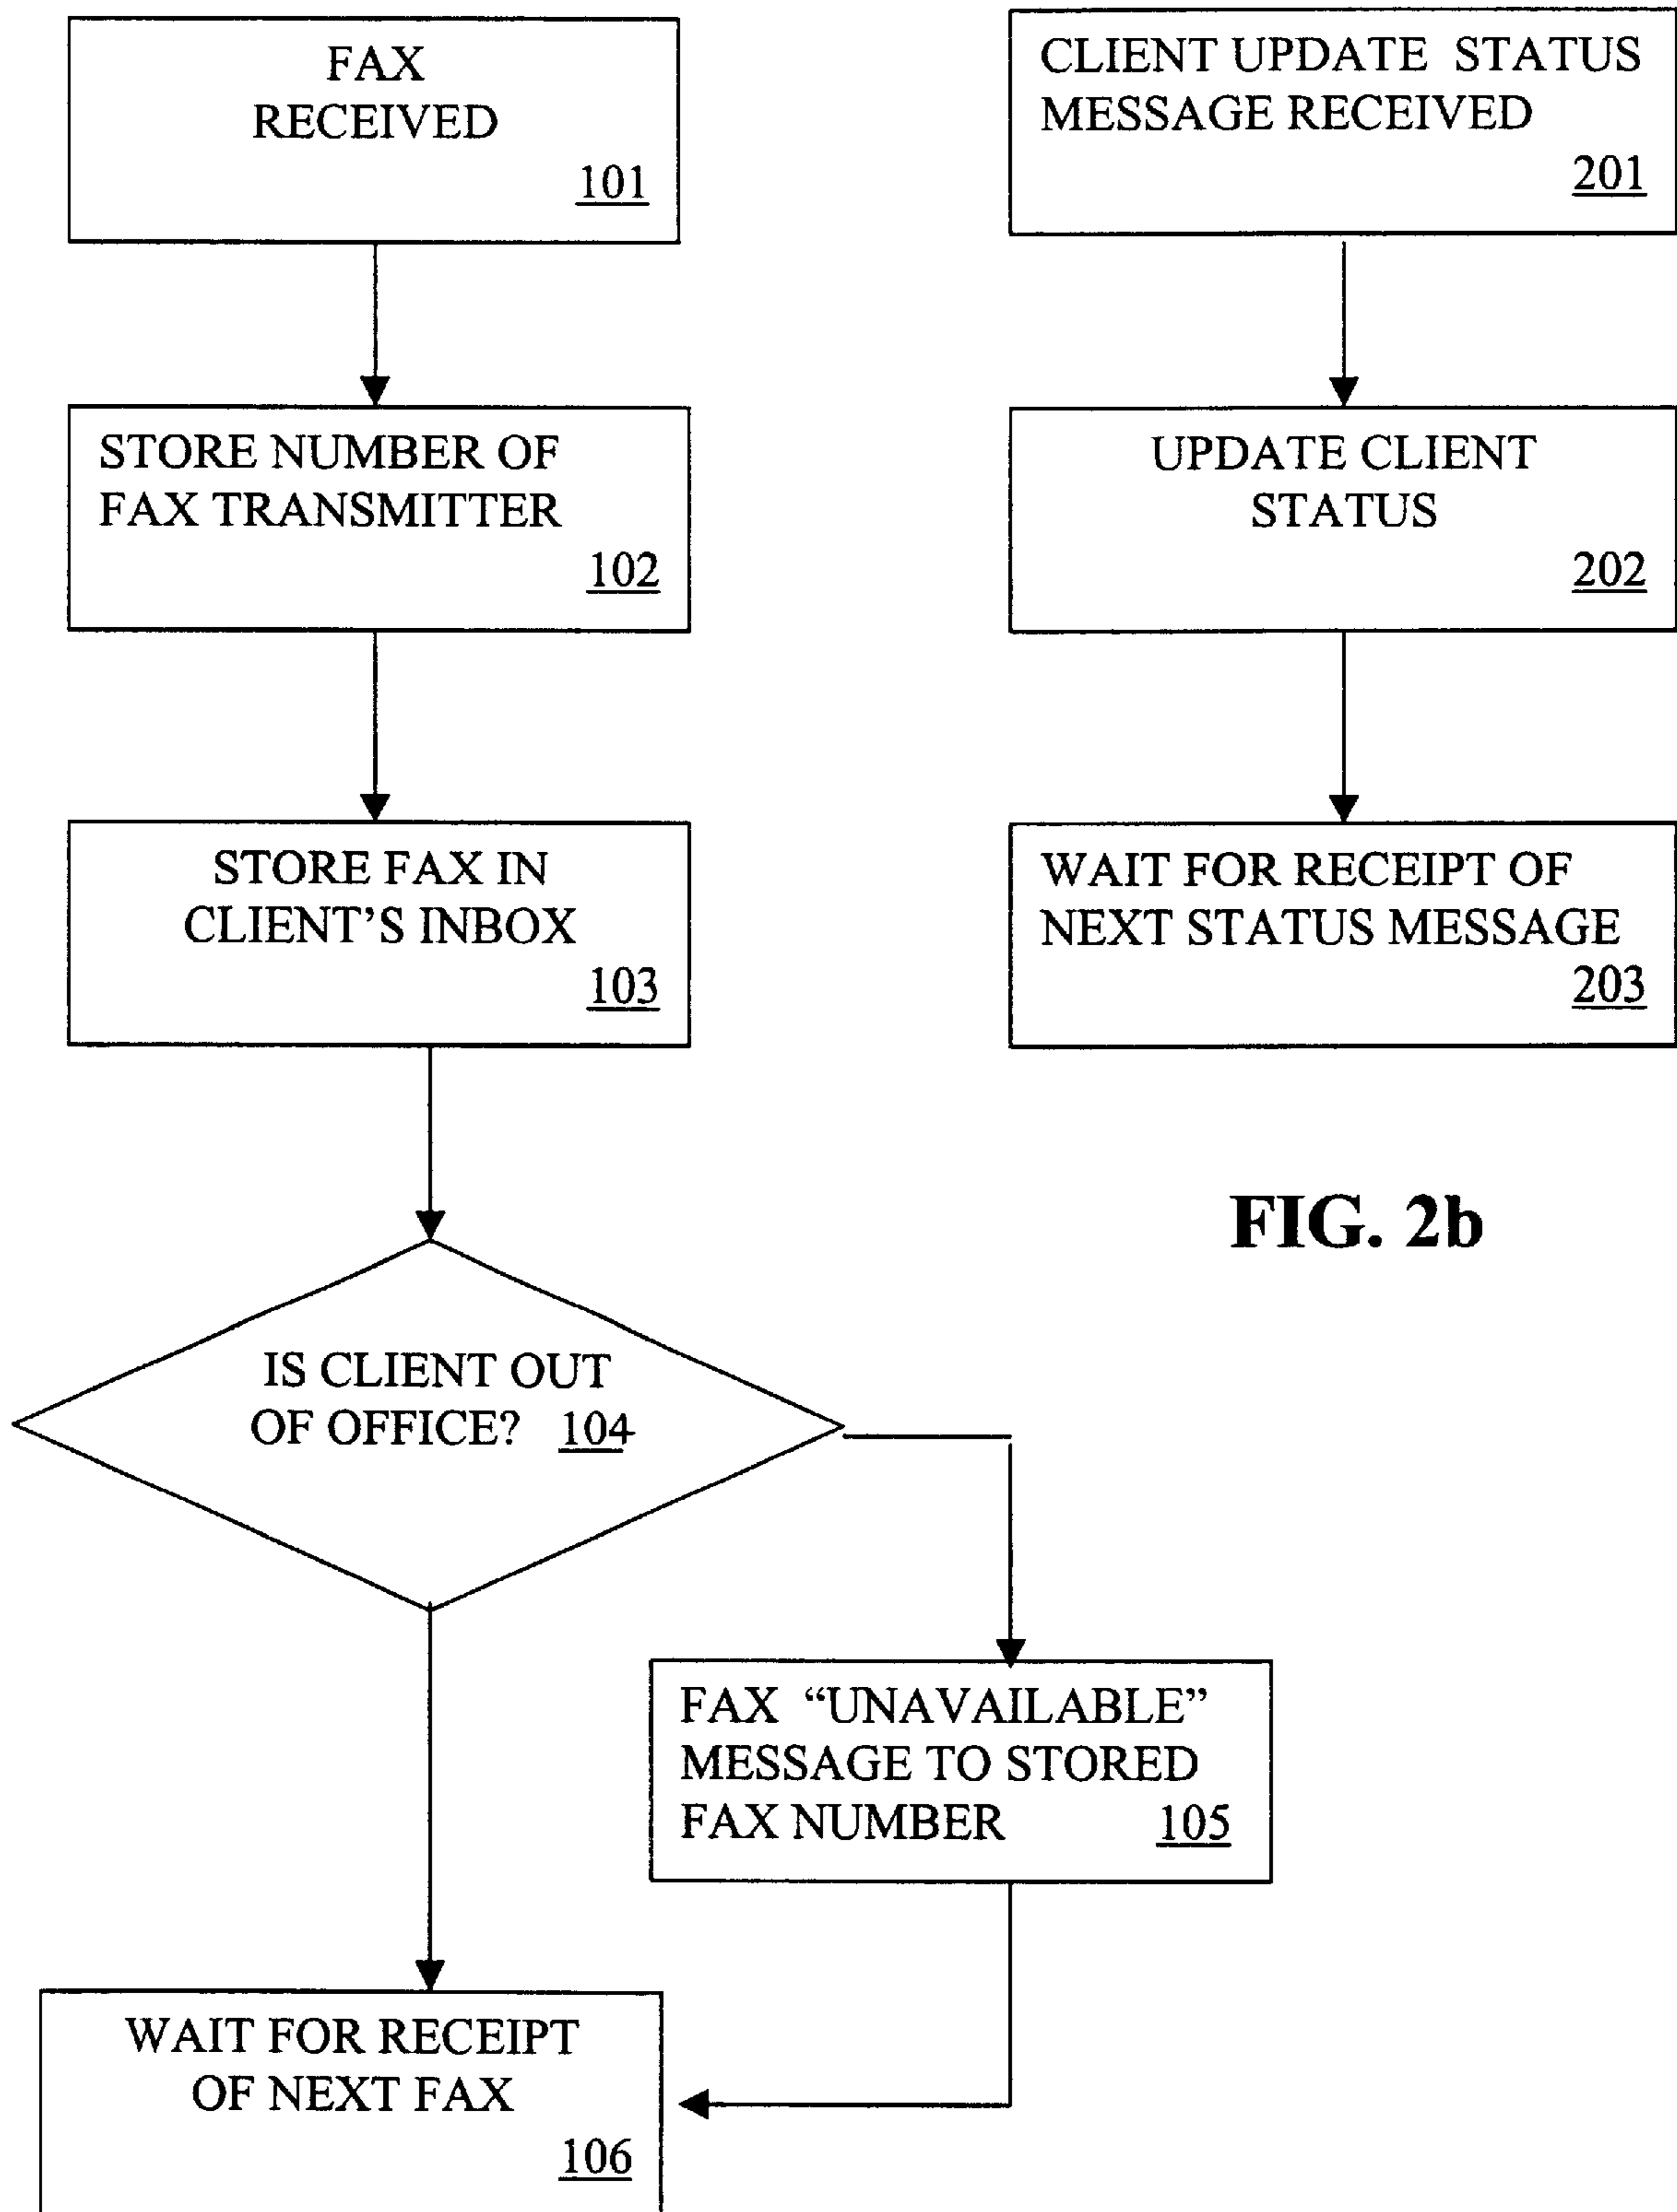 FAX
RECEIVED
101
STORE NUMBER OF
FAX TRANSMITTER
102
STORE FAX IN
CLIENT'S INBOX
103
IS CLIENT OUT
OF OFFICE? 104
FAX “UNAVAILABLE”
MESSAGE TO STORED
FAX NUMBER 105
WAIT FOR RECEIPT
OF NEXT FAX
106
CLIENT UPDATE STATUS
MESSAGE RECEIVED
201
UPDATE CLIENT
STATUS
202
WAIT FOR RECEIPT OF
NEXT STATUS MESSAGE
203
FIG. 2b